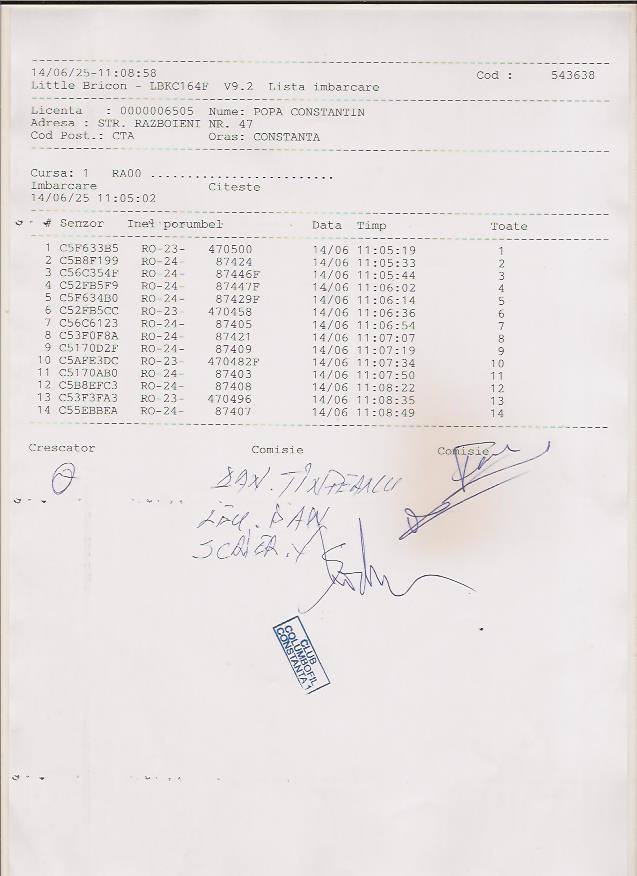 14/06/25-11:08:58 Cod : 543638
Little Bricon - LBKC164F V9.2 Lista imbarcare
Licenta : 0000006505 Nume: POPA CONSTANTIN
Adresa : STR. RAZBOIENI NR. 47
Cod Post.: CTA Oras: CONSTANTA
Cursa: 1 RA00 .........................
Imbarcare Citeste
14/06/25 11:05:02
# Senzor Inel porumbel Data Timp Toate
1 C5F633B5 RO-23- 470500 14/06 11:05:19 1
2 C5B8F199 RO-24- 87424 14/06 11:05:33 2
3 C56C354F RO-24- 87446F 14/06 11:05:44 3
4 C52FB5F9 RO-24- 87447F 14/06 11:06:02 4
5 C5F634B0 RO-24- 87429F 14/06 11:06:14 5
6 C52FB5CC RO-23- 470458 14/06 11:06:36 6
7 C56C6123 RO-24- 87405 14/06 11:06:54 7
8 C53F0F8A RO-24- 87421 14/06 11:07:07 8
9 C5170D2F RO-24- 87409 14/06 11:07:19 9
10 C5AFE3DC RO-23- 470482F 14/06 11:07:34 10
11 C5170AB0 RO-24- 87403 14/06 11:07:50 11
12 C5B8EFC3 RO-24- 87408 14/06 11:08:22 12
13 C53F3FA3 RO-23- 470496 14/06 11:08:35 13
14 C55EBBEA RO-24- 87407 14/06 11:08:49 14
Crescator Comisie Comisie
DAN
CLUB
COLUMBOFIL
CONSTANTA 1